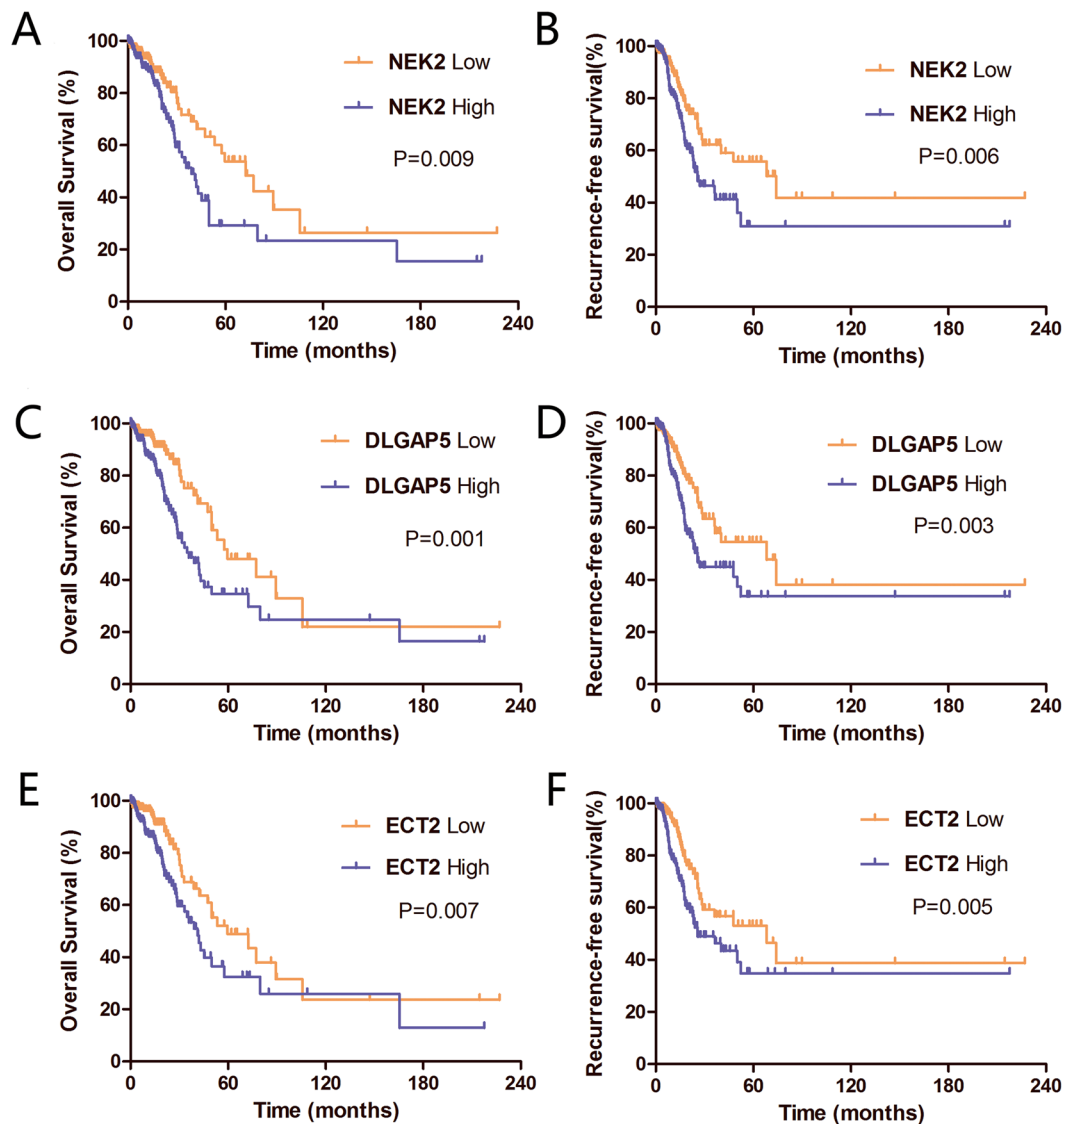 A
Overall Survival (%)
100
80
60
40
20
0
0 60 120 180 240
Time (months)
NEK2 Low
NEK2 High
P=0.009
B
Recurrence-free survival(%)
100
80
60
40
20
0
0 60 120 180 240
Time (months)
NEK2 Low
NEK2 High
P=0.006
C
Overall Survival (%)
100
80
60
40
20
0
0 60 120 180 240
Time (months)
DLGAP5 Low
DLGAP5 High
P=0.001
D
Recurrence-free survival(%)
100
80
60
40
20
0
0 60 120 180 240
Time (months)
DLGAP5 Low
DLGAP5 High
P=0.003
E
Overall Survival (%)
100
80
60
40
20
0
0 60 120 180 240
Time (months)
ECT2 Low
ECT2 High
P=0.007
F
Recurrence-free survival(%)
100
80
60
40
20
0
0 60 120 180 240
Time (months)
ECT2 Low
ECT2 High
P=0.005